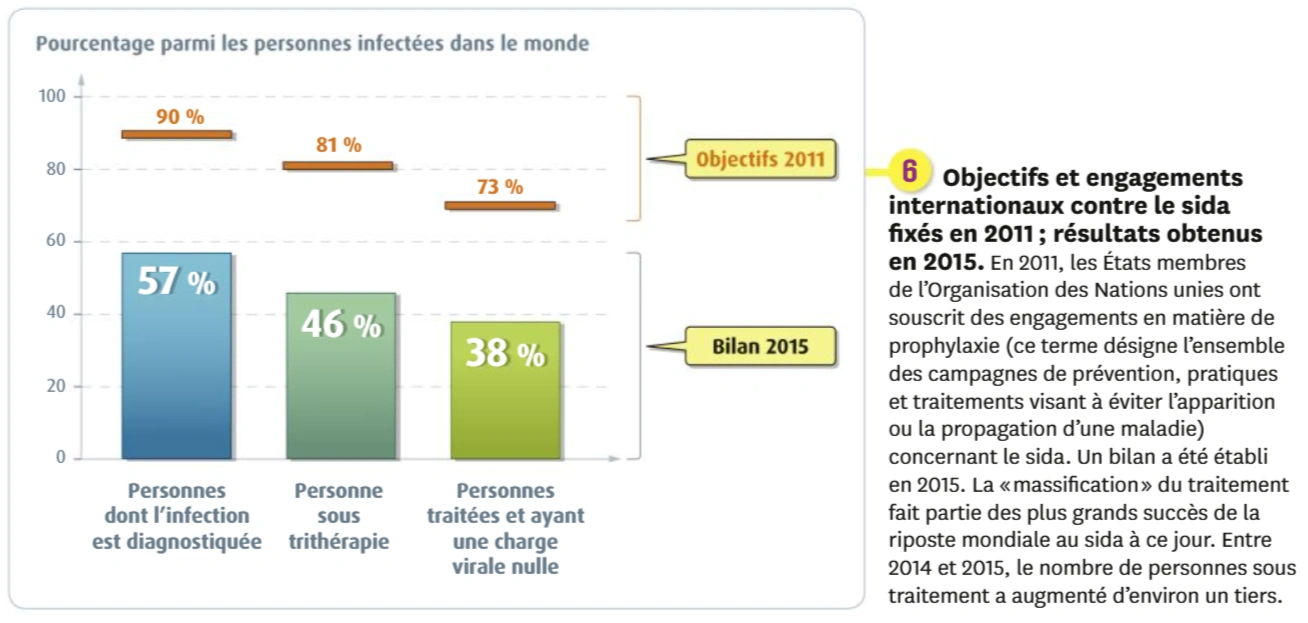 Pourcentage parmi les personnes infectées dans le monde
100
80
60
40
20
0
90 %
81 %
73 %
57 %
46 %
38 %
Objectifs 2011
Bilan 2015
Personnes
dont l'infection
est diagnostiquée
Personne
sous
trithérapie
Personnes
traitées et ayant
une charge
virale nulle
6 Objectifs et engagements
internationaux contre le sida
fixés en 2011 ; résultats obtenus
en 2015. En 2011, les États membres
de l'Organisation des Nations unies ont
souscrit des engagements en matière de
prophylaxie (ce terme désigne l'ensemble
des campagnes de prévention, pratiques
et traitements visant à éviter l'apparition
ou la propagation d'une maladie)
concernant le sida. Un bilan a été établi
en 2015. La « massification » du traitement
fait partie des plus grands succès de la
riposte mondiale au sida à ce jour. Entre
2014 et 2015, le nombre de personnes sous
traitement a augmenté d'environ un tiers.